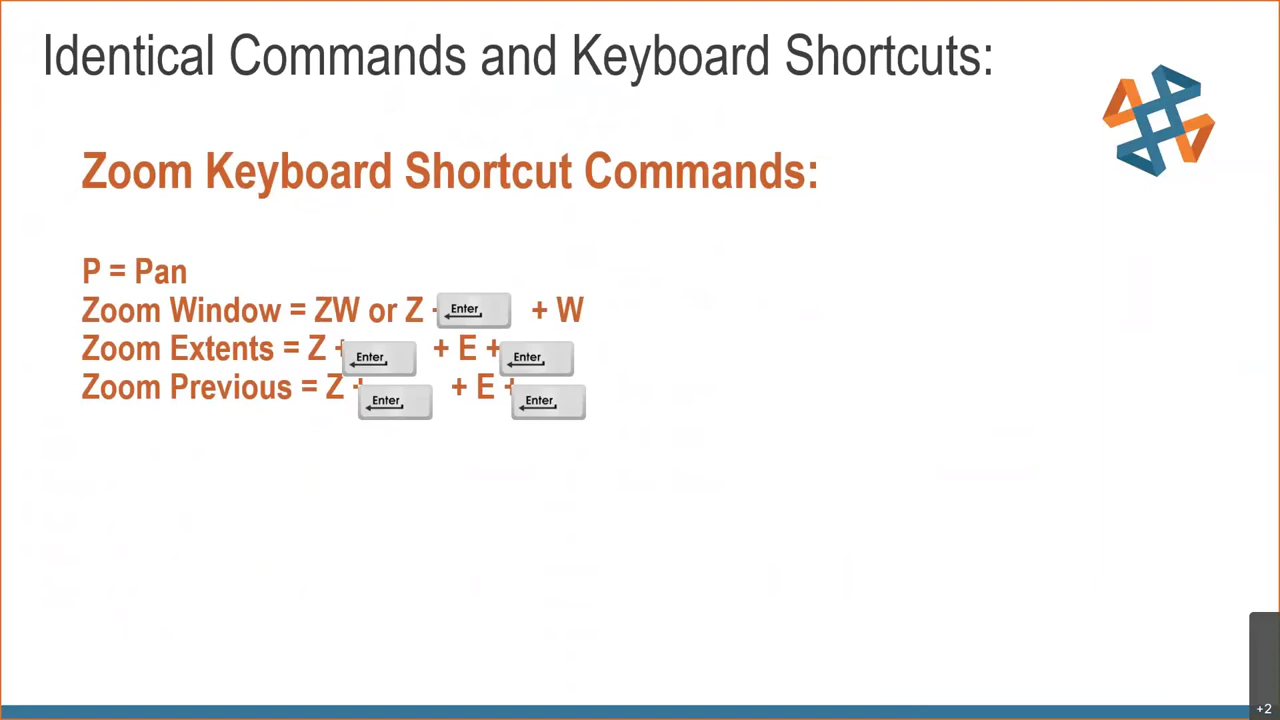 Identical Commands and Keyboard Shortcuts:
Zoom Keyboard Shortcut Commands:
P = Pan
Zoom Window = ZW or Z + Enter + W
Zoom Extents = Z + Enter + E + Enter
Zoom Previous = Z + Enter + E + Enter
+2